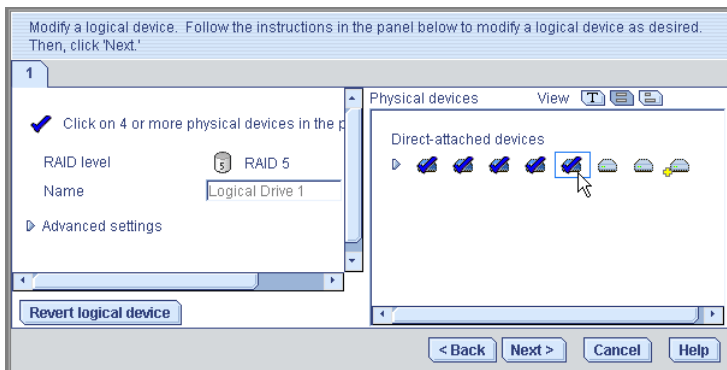 Modify a logical device. Follow the instructions in the panel below to modify a logical device as desired.
Then, click 'Next.'
1
Click on 4 or more physical devices in the
RAID level
5
RAID 5
Name
Logical Drive 1
Advanced settings
Revert logical device
Physical devices
View
T
Direct-attached devices
< Back
Next >
Cancel
Help